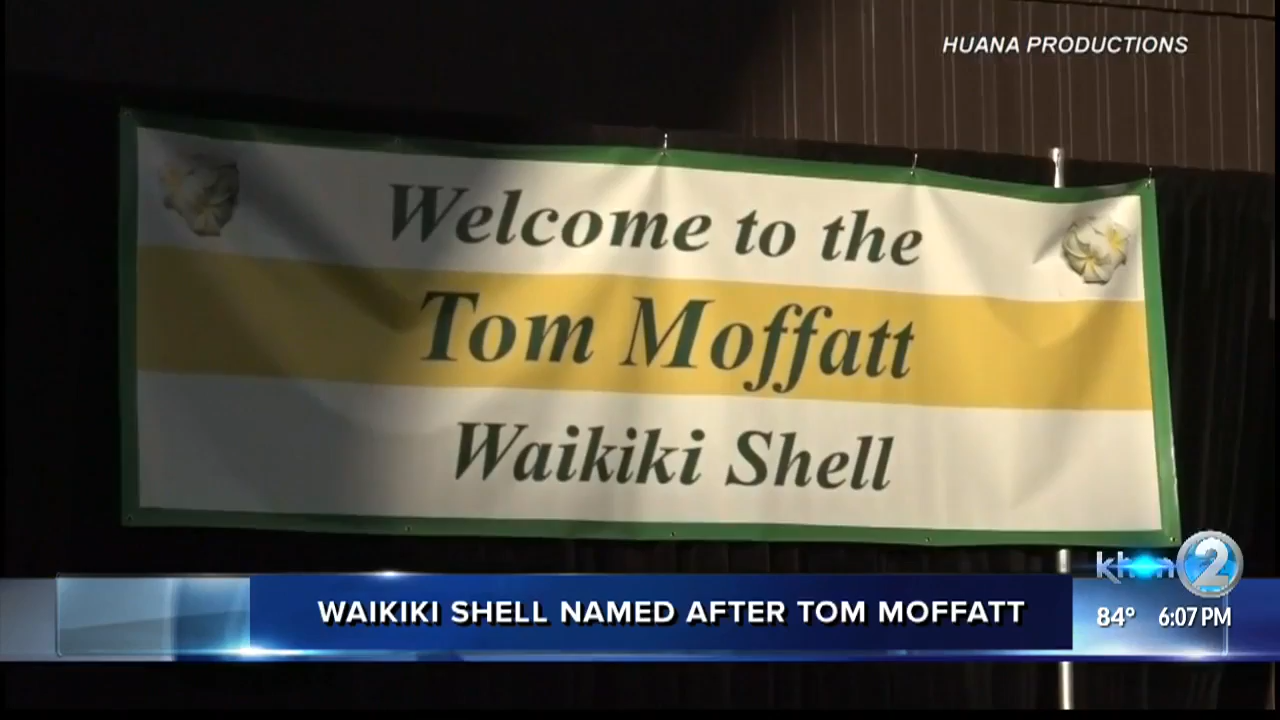 HUANA PRODUCTIONS
Welcome to the
Tom Moffatt
Waikiki Shell
khon 2
WAIKIKI SHELL NAMED AFTER TOM MOFFATT
84° 6:07 PM